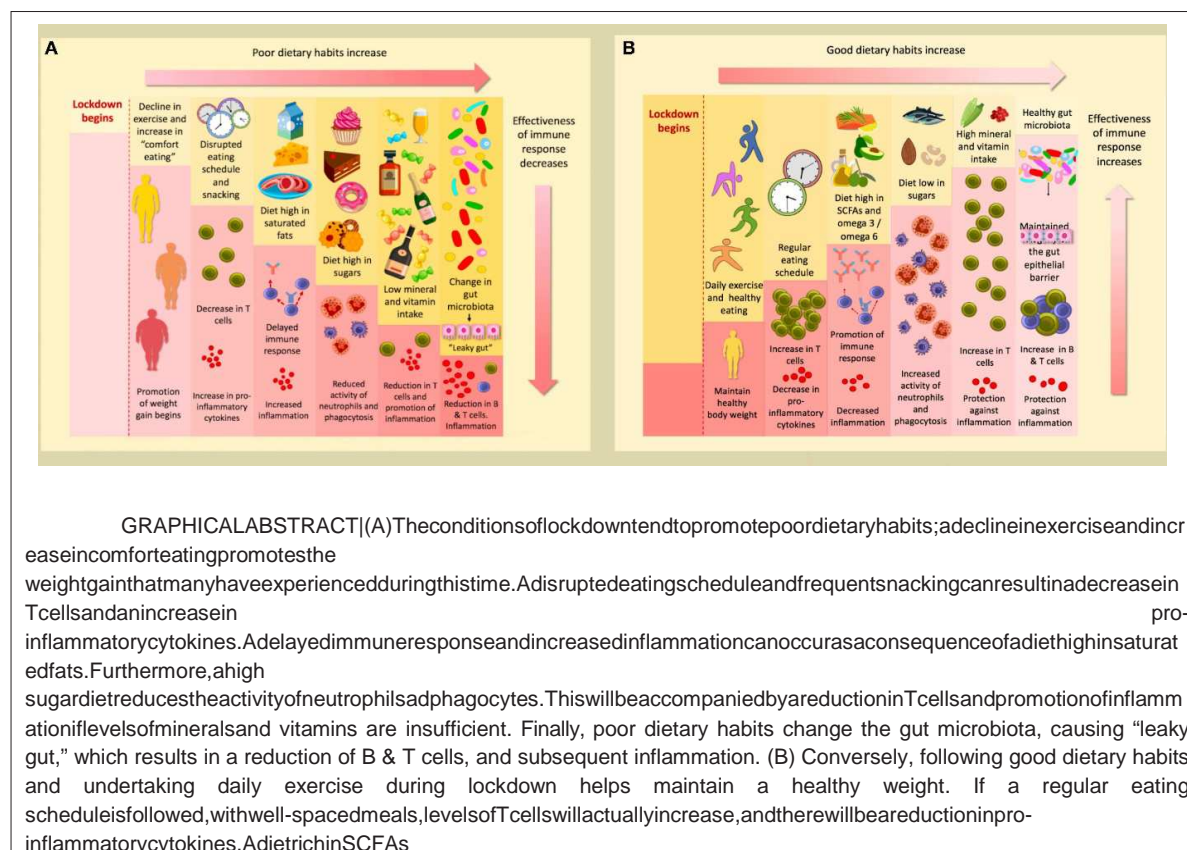 A
Poor dietary habits increase
Lockdown
begins
Decline in
exercise and
increase in
“comfort
eating”
Promotion
of weight
gain begins
Disrupted
eating
schedule
and
snacking
Decrease in T
cells
Increase in pro-
inflammatory
cytokines
Diet high in
saturated
fats
Delayed
immune
response
Increased
inflammation
Diet high in
sugars
Reduced
activity of
neutrophils and
phagocytosis
Low mineral
and vitamin
intake
Reduction in T
cells and
promotion of
inflammation
Change in
gut
microbiota
“Leaky gut”
Reduction in B
& T cells.
Inflammation
Effectiveness
of immune
response
decreases
B
Good dietary habits increase
Lockdown
begins
Daily exercise
and healthy
eating
Maintain
healthy
body weight
Regular
eating
schedule
Increase in T
cells
Decrease in
pro-
inflammatory
cytokines
Diet high in
SCFAs and
omega 3 /
omega 6
Promotion of
immune
response
Decreased
inflammation
Diet low in
sugars
Increased
activity of
neutrophils
and
phagocytosis
High mineral
and vitamin
intake
Increase in T
cells
Protection
against
inflammation
Healthy gut
microbiota
Maintained
the gut
epithelial
barrier
Increase in B
& T cells
Protection
against
inflammation
Effectiveness
of immune
response
increases
GRAPHICALABSTRACT|(A)Theconditionsoflockdowntendtopromotepoordietaryhabits;adeclineinexerciseandincr
easeincomforteatingpromotesthe
weightgainthatmanyhaveexperiencedduringthistime.Adisruptedeatingscheduleandfrequentsnackingcanresultinadecreasein
Tcellsandanincreasein pro-
inflammatorycytokines.Adelayedimmuneresponseandincreasedinflammationcanoccurasaconsequenceofadiethighinsaturat
edfats.Furthermore,ahigh
sugardietreducestheactivityofneutrophilsadphagocytes.ThiswillbeaccompaniedbyareductioninTcellsandpromotionofinflamm
ationiflevelsofmineralsand vitamins are insufficient. Finally, poor dietary habits change the gut microbiota, causing “leaky
gut,” which results in a reduction of B & T cells, and subsequent inflammation. (B) Conversely, following good dietary habits
and undertaking daily exercise during lockdown helps maintain a healthy weight. If a regular eating
scheduleisfollowed,withwell-spacedmeals,levelsofTcellswillactuallyincrease,andtherewillbeareductioninpro-
inflammatorycytokines.AdietrichinSCFAs